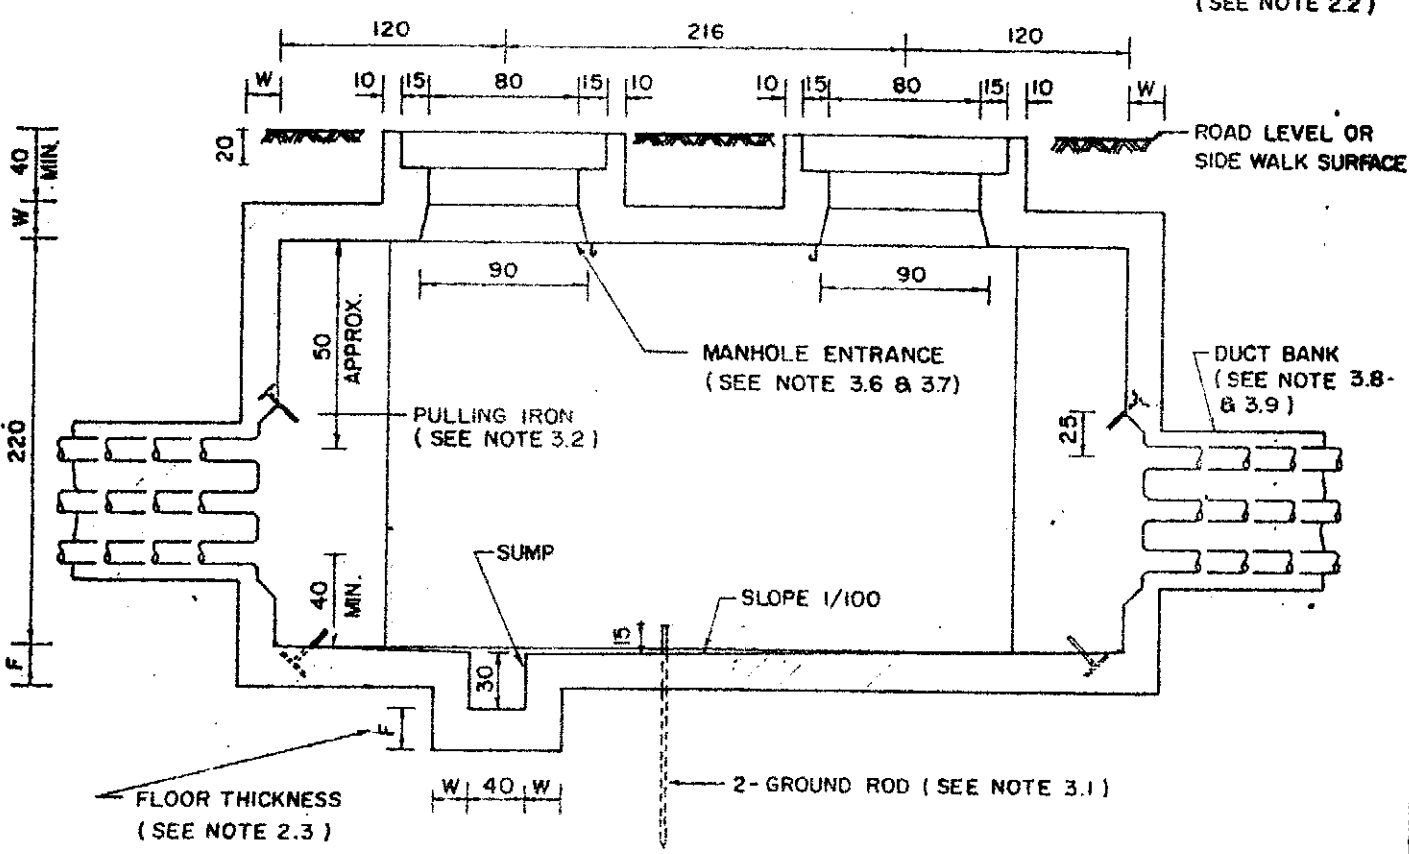 (SEE NOTE 2.2)
120 216 120
W 10 15 80 15 10 10 15 80 15 10 W
40 MIN.
20
W
ROAD LEVEL OR
SIDE WALK SURFACE
90 90
50 APPROX.
MANHOLE ENTRANCE
(SEE NOTE 3.6 & 3.7)
DUCT BANK
(SEE NOTE 3.8-
& 3.9)
PULLING IRON
(SEE NOTE 3.2)
25
220
SUMP
40 MIN.
SLOPE 1/100
15
F
30
F
W 40 W
2-GROUND ROD (SEE NOTE 3.1)
FLOOR THICKNESS
(SEE NOTE 2.3)